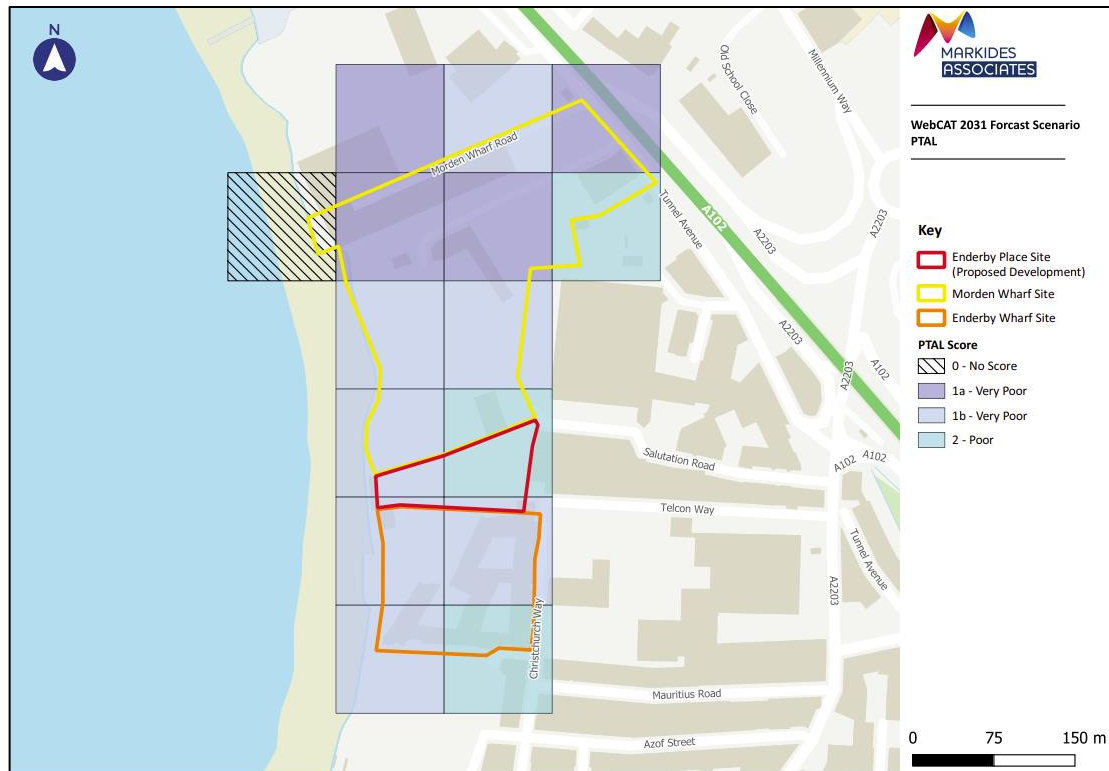 N
Old School Close
Millennium Way
Morden Wharf Road
A102
Tunnel Avenue
A2203
A2203
A2203
A2203
A102
Salutation Road
A102
A102
Telcon Way
Tunnel Avenue
A2203
Christchurch Way
Mauritius Road
Azof Street
MARKIDES
ASSOCIATES
WebCAT 2031 Forcast Scenario
PTAL
Key
Enderby Place Site
(Proposed Development)
Morden Wharf Site
Enderby Wharf Site
PTAL Score
0 - No Score
1a - Very Poor
1b - Very Poor
2 - Poor
0 75 150 m